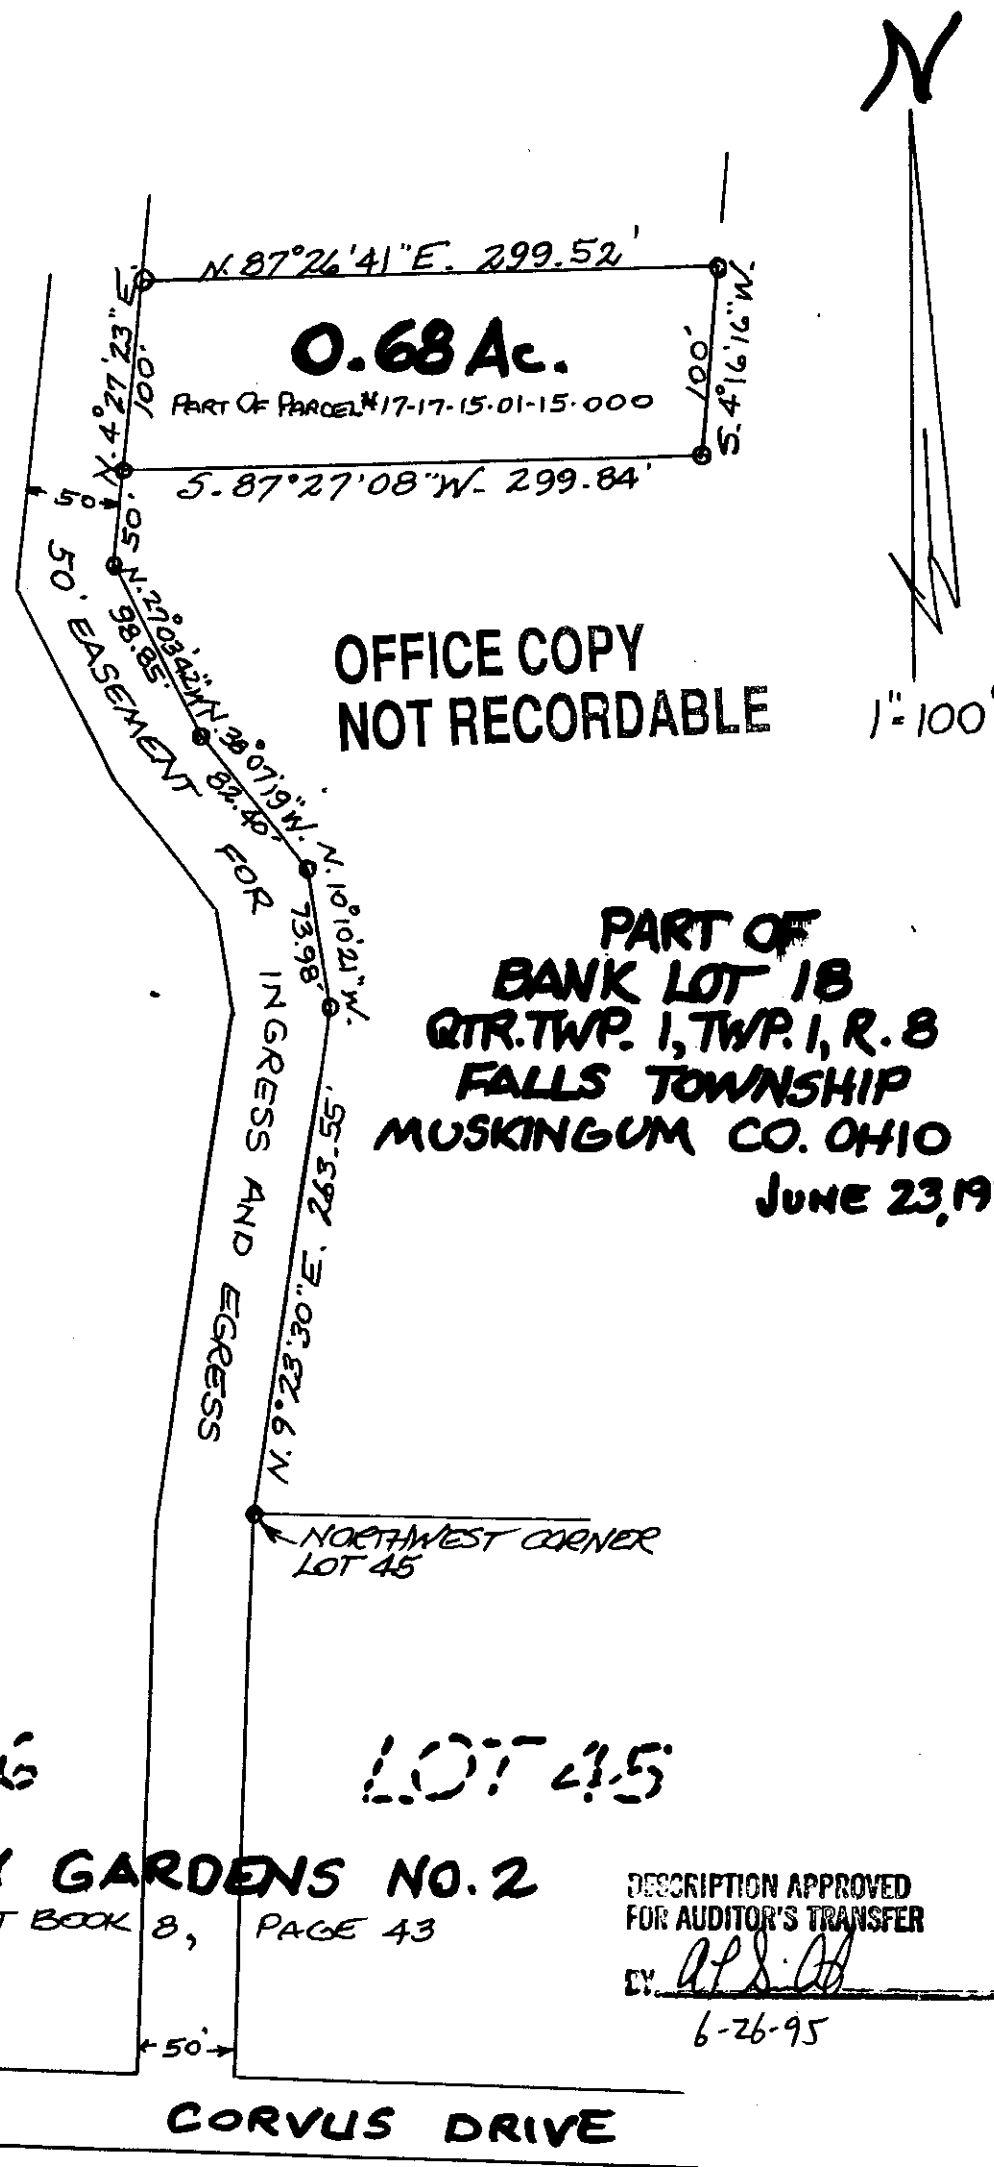 N
N. 87°26'41"E. 299.52'
N. 4°27'23"E.
100'
0.68 Ac.
PART OF PARCEL #17-17-15-01-15-000
100'
S. 4°16'16"W.
S. 87°27'08"W. 299.84'
50'
50'
50' EASEMENT FOR INGRESS AND EGRESS
N. 27°03'42"W.
98.85'
N. 38°07'19"W.
82.40'
N. 10°10'21"W.
73.98'
N. 6°23'30"E. 263.55'
OFFICE COPY
NOT RECORDABLE
1"=100'
PART OF
BANK LOT 18
QTR. TWP. 1, TWP. 1, R. 8
FALLS TOWNSHIP
MUSKINGUM CO. OHIO
JUNE 23, 19
NORTHWEST CORNER
LOT 45
6
LOT 45
Y GARDENS NO. 2
T BOOK 8, PAGE 43
DESCRIPTION APPROVED
FOR AUDITOR'S TRANSFER
BY
6-26-95
50'
CORVUS DRIVE